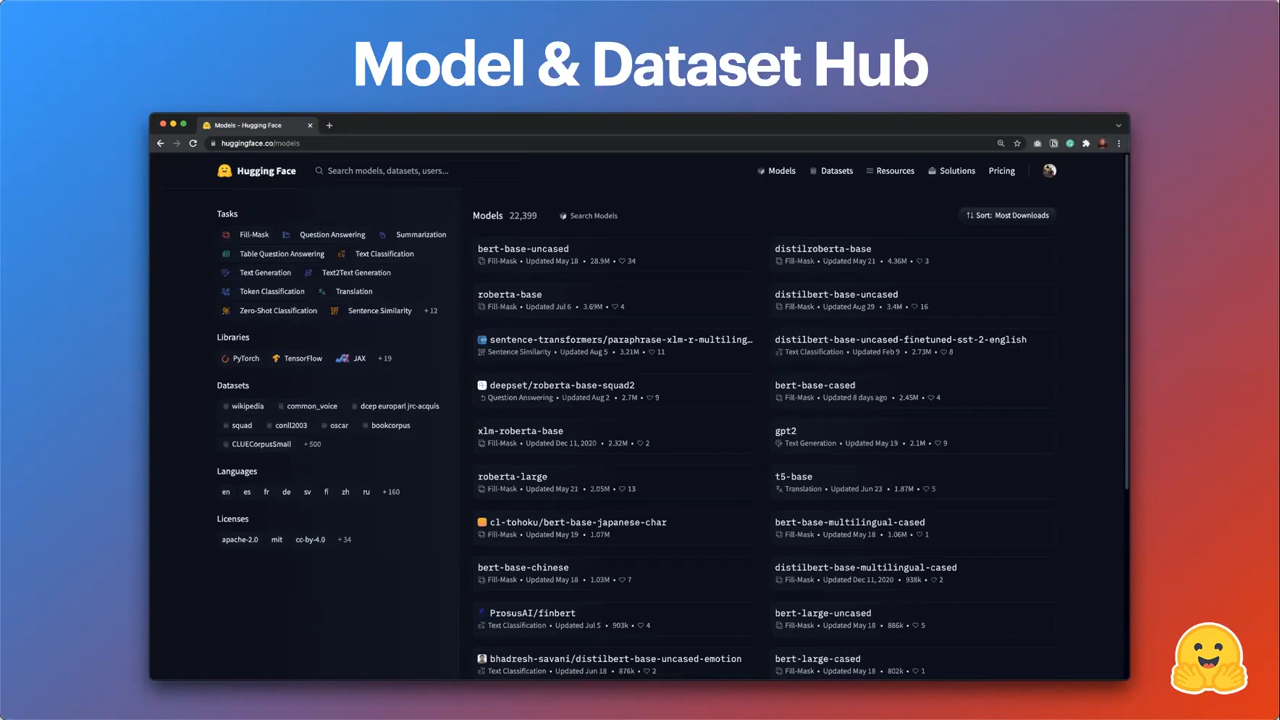 Model & Dataset Hub
Models - Hugging Face
huggingface.co/models
Hugging Face
Search models, datasets, users...
Models
Datasets
Resources
Solutions
Pricing
Tasks
Fill-Mask Question Answering Summarization
Table Question Answering Text Classification
Text Generation Text2Text Generation
Token Classification Translation
Zero-Shot Classification Sentence Similarity + 12
Libraries
PyTorch TensorFlow JAX + 19
Datasets
wikipedia common_voice dcep europarl jrc-acquis
squad conll2003 oscar bookcorpus
CLUECorpusSmall + 500
Languages
en es fr de sv fi zh ru + 160
Licenses
apache-2.0 mit cc-by-4.0 + 34
Models 22,399 Search Models
Sort: Most Downloads
bert-base-uncased
Fill-Mask • Updated May 18 • 28.9M • 34
distilroberta-base
Fill-Mask • Updated May 21 • 4.36M • 3
roberta-base
Fill-Mask • Updated Jul 6 • 3.69M • 4
distilbert-base-uncased
Fill-Mask • Updated Aug 29 • 3.4M • 16
sentence-transformers/paraphrase-xlm-r-multiling…
Sentence Similarity • Updated Aug 5 • 3.21M • 11
distilbert-base-uncased-finetuned-sst-2-english
Text Classification • Updated Feb 9 • 2.73M • 8
deepset/roberta-base-squad2
Question Answering • Updated Aug 2 • 2.7M • 9
bert-base-cased
Fill-Mask • Updated 8 days ago • 2.45M • 4
xlm-roberta-base
Fill-Mask • Updated Dec 11, 2020 • 2.32M • 2
gpt2
Text Generation • Updated May 19 • 2.1M • 9
roberta-large
Fill-Mask • Updated May 21 • 2.05M • 13
t5-base
Translation • Updated Jun 23 • 1.87M • 5
cl-tohoku/bert-base-japanese-char
Fill-Mask • Updated May 19 • 1.07M
bert-base-multilingual-cased
Fill-Mask • Updated May 18 • 1.06M • 1
bert-base-chinese
Fill-Mask • Updated May 18 • 1.03M • 7
distilbert-base-multilingual-cased
Fill-Mask • Updated Dec 11, 2020 • 938k • 2
ProsusAI/finbert
Text Classification • Updated Jul 5 • 903k • 4
bert-large-uncased
Fill-Mask • Updated May 18 • 886k • 5
bhadresh-savani/distilbert-base-uncased-emotion
Text Classification • Updated Jun 18 • 876k • 2
bert-large-cased
Fill-Mask • Updated May 18 • 802k • 1